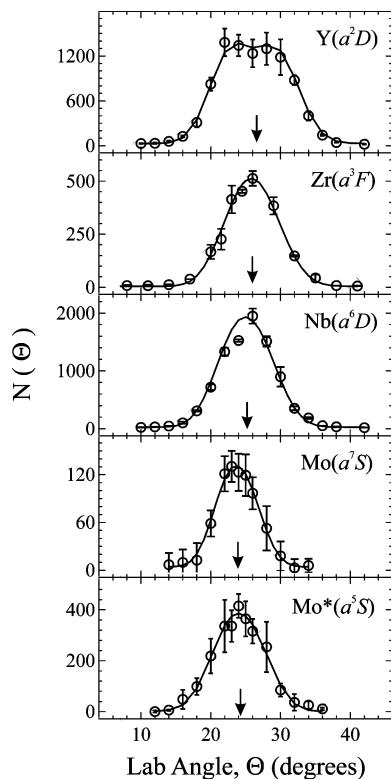 Y(a²D)
1200
600
0
Zr(a³F)
500
250
0
Nb(a⁶D)
2000
1000
0
Mo(a⁷S)
120
60
0
Mo*(a⁵S)
400
200
0
N(Θ)
10 20 30 40
Lab Angle, Θ (degrees)